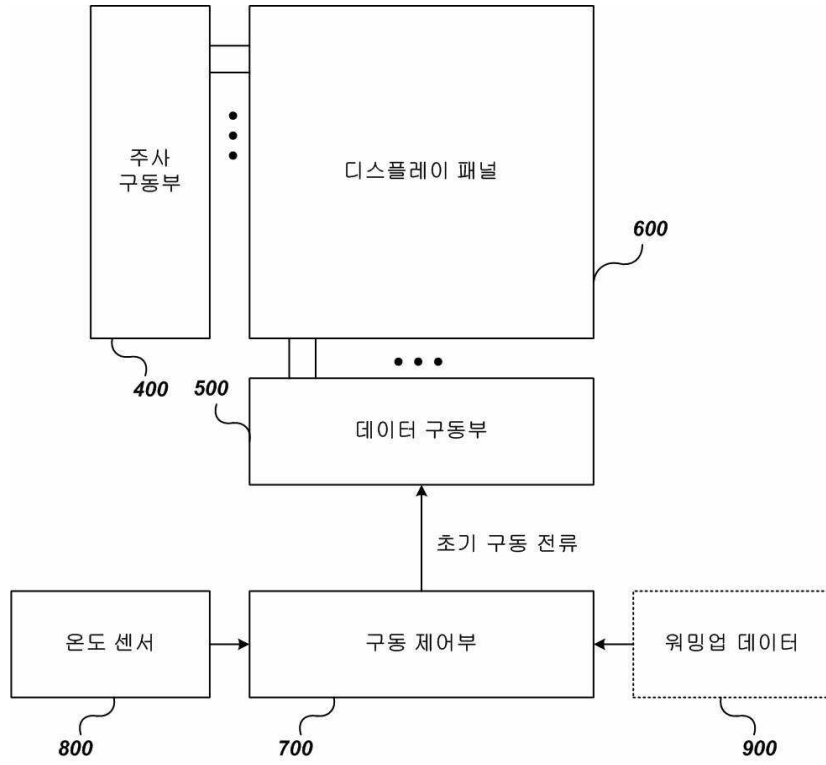 주사
구동부
디스플레이 패널
600
400
500
데이터 구동부
초기 구동 전류
온도 센서
구동 제어부
워밍업 데이터
800
700
900